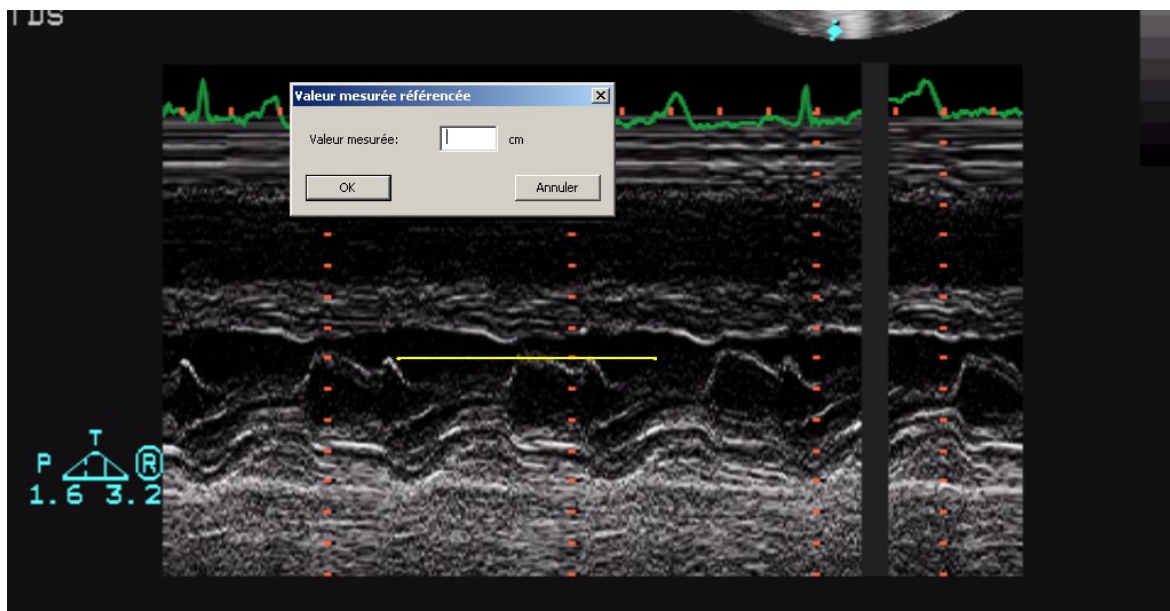 TDS
Valeur mesurée référencée
Valeur mesurée:
cm
OK
Annuler
T
P
R
1.6 3.2